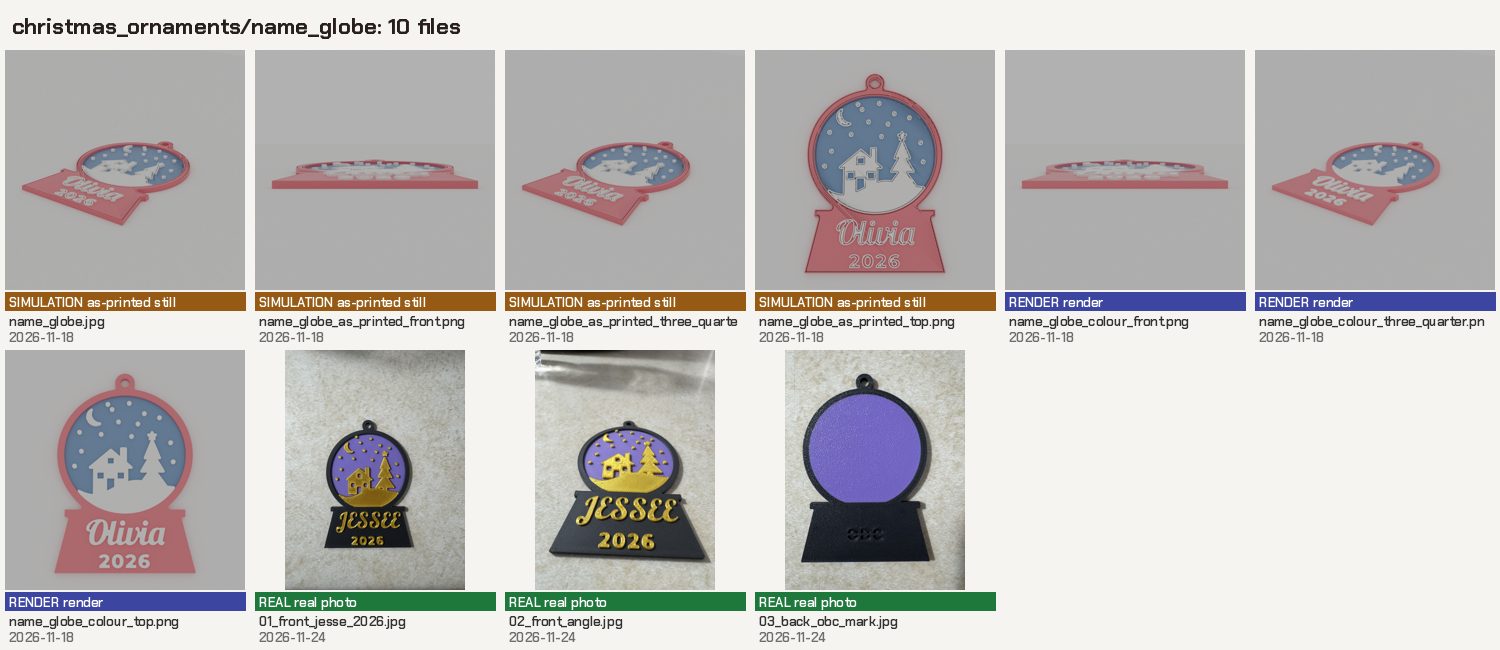 christmas_ornaments/name_globe: 10 files
Olivia
2026
Olivia
2026
Olivia
2026
Olivia
2026
SIMULATION as-printed still
SIMULATION as-printed still
SIMULATION as-printed still
SIMULATION as-printed still
RENDER render
RENDER render
name_globe.jpg
name_globe_as_printed_front.png
name_globe_as_printed_three_quarte
name_globe_as_printed_top.png
name_globe_colour_front.png
name_globe_colour_three_quarter.pn
2026-11-18
2026-11-18
2026-11-18
2026-11-18
2026-11-18
2026-11-18
Olivia
2026
JESSEE
2026
JESSEE
2026
OBC
RENDER render
REAL real photo
REAL real photo
REAL real photo
name_globe_colour_top.png
01_front_jesse_2026.jpg
02_front_angle.jpg
03_back_obc_mark.jpg
2026-11-18
2026-11-24
2026-11-24
2026-11-24